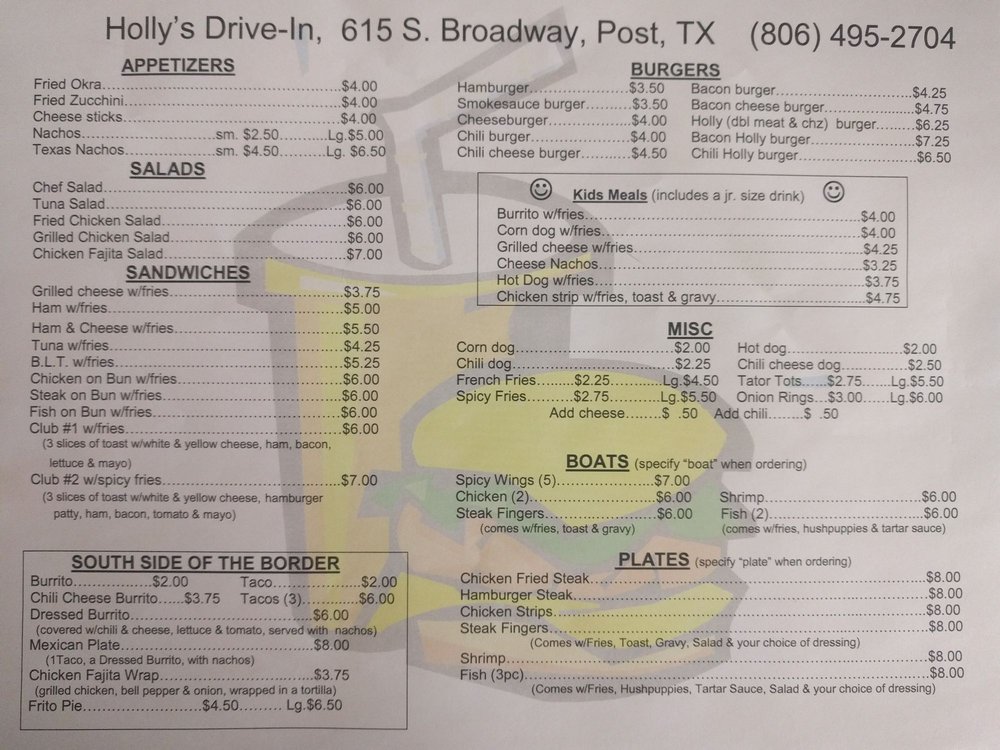 Holly's Drive-In, 615 S. Broadway, Post, TX (806) 495-2704
APPETIZERS
Fried Okra..........$4.00
Fried Zucchini..........$4.00
Cheese sticks..........$4.00
Nachos..........sm. $2.50..........Lg.$5.00
Texas Nachos..........sm. $4.50..........Lg. $6.50
SALADS
Chef Salad..........$6.00
Tuna Salad..........$6.00
Fried Chicken Salad..........$6.00
Grilled Chicken Salad..........$6.00
Chicken Fajita Salad..........$7.00
SANDWICHES
Grilled cheese w/fries..........$3.75
Ham w/fries..........$5.00
Ham & Cheese w/fries..........$5.50
Tuna w/fries..........$4.25
B.L.T. w/fries..........$5.25
Chicken on Bun w/fries..........$6.00
Steak on Bun w/fries..........$6.00
Fish on Bun w/fries..........$6.00
Club #1 w/fries..........$6.00
(3 slices of toast w/white & yellow cheese, ham, bacon,
lettuce & mayo)
Club #2 w/spicy fries..........$7.00
(3 slices of toast w/white & yellow cheese, hamburger
patty, ham, bacon, tomato & mayo)
SOUTH SIDE OF THE BORDER
Burrito..........$2.00 Taco..........$2.00
Chili Cheese Burrito......$3.75 Tacos (3)..........$6.00
Dressed Burrito..........$6.00
(covered w/chili & cheese, lettuce & tomato, served with nachos)
Mexican Plate..........$8.00
(1Taco, a Dressed Burrito, with nachos)
Chicken Fajita Wrap..........$3.75
(grilled chicken, bell pepper & onion, wrapped in a tortilla)
Frito Pie..........$4.50.......... Lg.$6.50
BURGERS
Hamburger..........$3.50 Bacon burger..........$4.25
Smokesauce burger..........$3.50 Bacon cheese burger..........$4.75
Cheeseburger..........$4.00 Holly (dbl meat & chz) burger..........$6.25
Chili burger..........$4.00 Bacon Holly burger..........$7.25
Chili cheese burger..........$4.50 Chili Holly burger..........$6.50
Kids Meals (includes a jr. size drink)
Burrito w/fries..........$4.00
Corn dog w/fries..........$4.00
Grilled cheese w/fries..........$4.25
Cheese Nachos..........$3.25
Hot Dog w/fries..........$3.75
Chicken strip w/fries, toast & gravy..........$4.75
MISC
Corn dog..........$2.00 Hot dog..........$2.00
Chili dog..........$2.25 Chili cheese dog..........$2.50
French Fries........$2.25........Lg.$4.50 Tator Tots.....$2.75......Lg.$5.50
Spicy Fries.........$2.75........Lg.$5.50 Onion Rings...$3.00......Lg.$6.00
Add cheese.......$ .50 Add chili......$ .50
BOATS (specify "boat" when ordering)
Spicy Wings (5)..........$7.00
Chicken (2)..........$6.00 Shrimp..........$6.00
Steak Fingers..........$6.00 Fish (2)..........$6.00
(comes w/fries, toast & gravy) (comes w/fries, hushpuppies & tartar sauce)
PLATES (specify "plate" when ordering)
Chicken Fried Steak..........$8.00
Hamburger Steak..........$8.00
Chicken Strips..........$8.00
Steak Fingers..........$8.00
(Comes w/Fries, Toast, Gravy, Salad & your choice of dressing)
Shrimp..........$8.00
Fish (3pc)..........$8.00
(Comes w/Fries, Hushpuppies, Tartar Sauce, Salad & your choice of dressing)